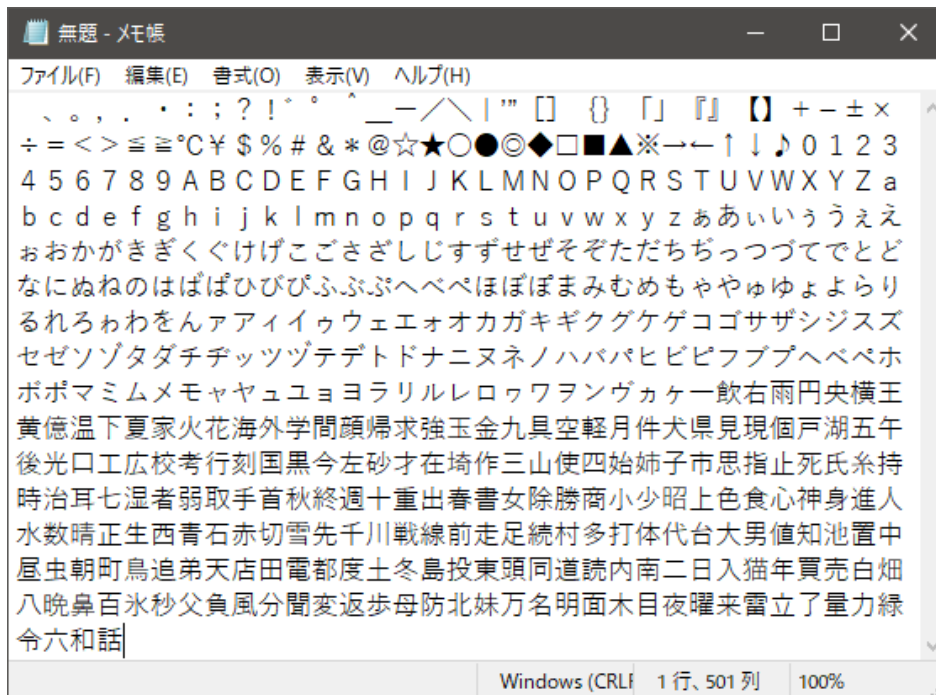 無題 - メモ帳
ファイル(F) 編集(E) 書式(O) 表示(V) ヘルプ(H)
、。，．・：；？！゛゜＾＿ー／＼｜'"［］｛｝「」『』【】＋－±×
÷＝＜＞≦≧℃￥＄％＃＆＊＠☆★○●◎◆□■▲※→←↑↓♪０１２３
４５６７８９ＡＢＣＤＥＦＧＨＩＪＫＬＭＮＯＰＱＲＳＴＵＶＷＸＹＺａ
ｂｃｄｅｆｇｈｉｊｋｌｍｎｏｐｑｒｓｔｕｖｗｘｙｚぁあぃいぅうぇえ
ぉおかがきぎくぐけげこごさざしじすずせぜそぞただちぢっつづてでとど
なにぬねのはばぱひびぴふぶぷへべぺほぼぽまみむめもゃやゅゆょよらり
るれろゎわをんァアィイゥウェエォオカガキギクグケゲコゴサザシジスズ
セゼソゾタダチヂッツヅテデトドナニヌネノハバパヒビピフブプヘベペホ
ボポマミムメモャヤュユョヨラリルレロヮワヲンヴヵヶ一飲右雨円央横王
黄億温下夏家火花海外学間顔帰求強玉金九具空軽月件犬県見現個戸湖五午
後光口工広校考行刻国黒今左砂才在埼作三山使四始姉子市思指止死氏糸持
時治耳七湿者弱取手首秋終週十重出春書女除勝商小少昭上色食心神身進人
水数晴正生西青石赤切雪先千川戦線前走足続村多打体代台大男値知池置中
昼虫朝町鳥追弟天店田電都度土冬島投東頭同道読内南二日入猫年買売白畑
八晩鼻百氷秒父負風分聞変返歩母防北妹万名明面木目夜曜来雷立了量力緑
令六和話
Windows (CRLF 1 行、501 列 100%